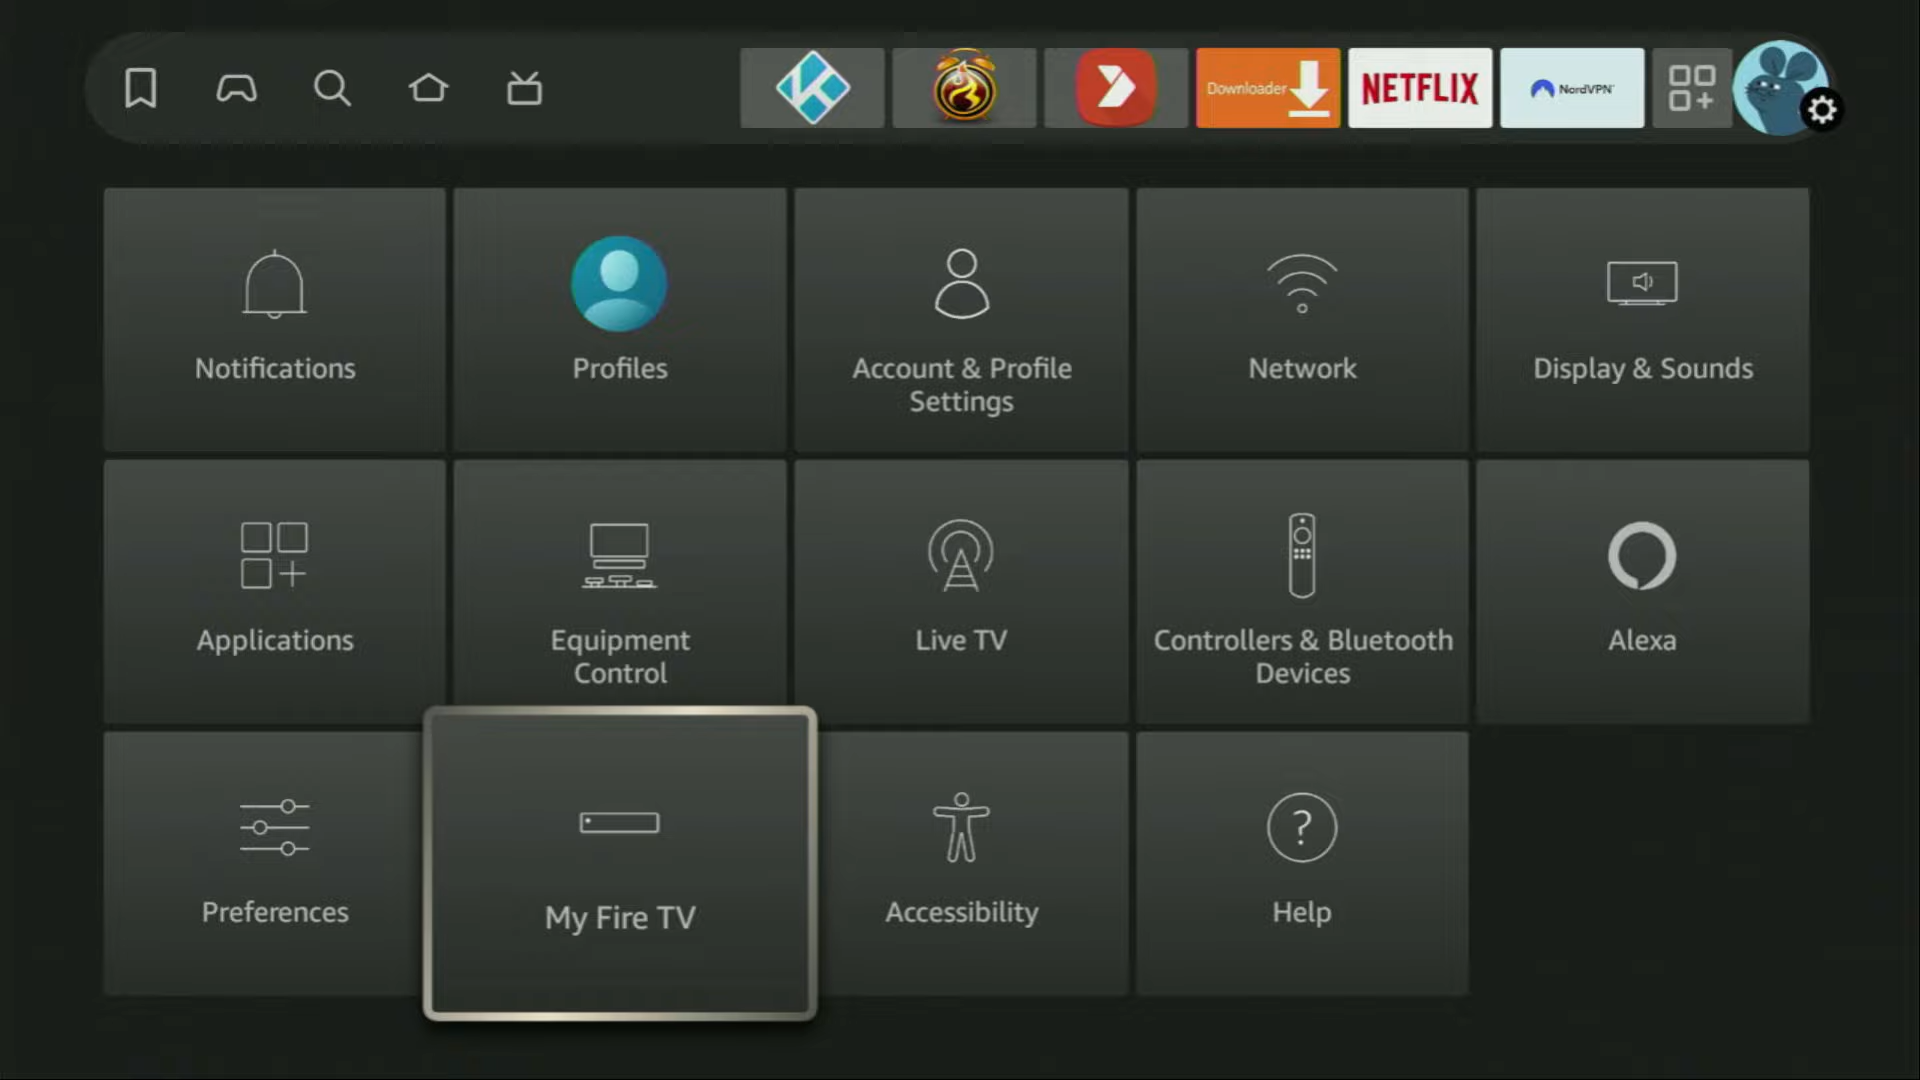 Downloader
NETFLIX
NordVPN
Notifications
Profiles
Account & Profile
Settings
Network
Display & Sounds
Applications
Equipment
Control
Live TV
Controllers & Bluetooth
Devices
Alexa
Preferences
My Fire TV
Accessibility
?
Help